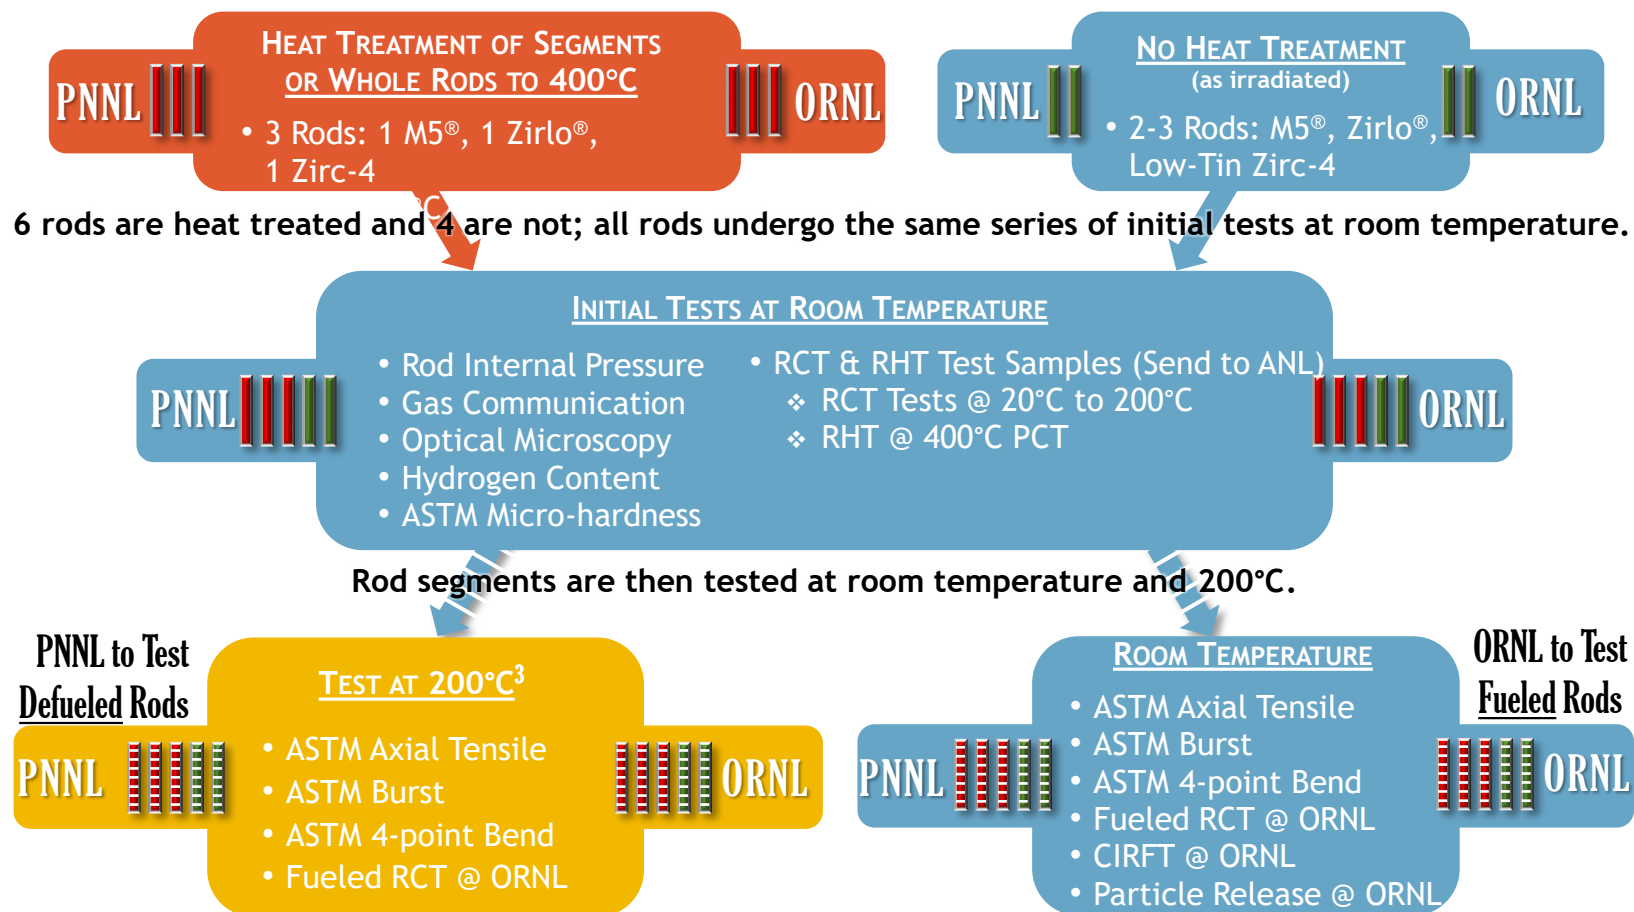 HEAT TREATMENT OF SEGMENTS
OR WHOLE RODS TO 400°C
PNNL
ORNL
• 3 Rods: 1 M5®, 1 Zirlo®,
1 Zirc-4
°C
NO HEAT TREATMENT
(as irradiated)
PNNL
ORNL
• 2-3 Rods: M5®, Zirlo®,
Low-Tin Zirc-4
6 rods are heat treated and 4 are not; all rods undergo the same series of initial tests at room temperature.
INITIAL TESTS AT ROOM TEMPERATURE
PNNL
ORNL
• Rod Internal Pressure
• Gas Communication
• Optical Microscopy
• Hydrogen Content
• ASTM Micro-hardness
• RCT & RHT Test Samples (Send to ANL)
❖ RCT Tests @ 20°C to 200°C
❖ RHT @ 400°C PCT
Rod segments are then tested at room temperature and 200°C.
PNNL to Test
Defueled Rods
PNNL
TEST AT 200°C³
• ASTM Axial Tensile
• ASTM Burst
• ASTM 4-point Bend
• Fueled RCT @ ORNL
ORNL
PNNL
ROOM TEMPERATURE
• ASTM Axial Tensile
• ASTM Burst
• ASTM 4-point Bend
• Fueled RCT @ ORNL
• CIRFT @ ORNL
• Particle Release @ ORNL
ORNL to Test
Fueled Rods
ORNL